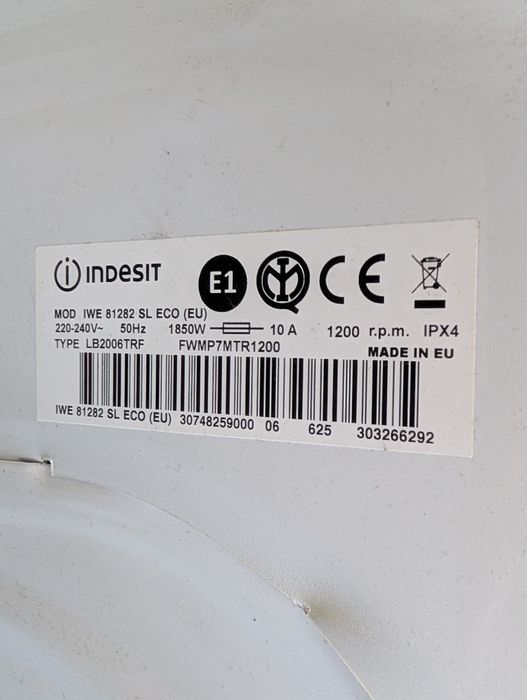 INDESIT
E1
CE
MOD IWE 81282 SL ECO (EU)
220-240V~ 50Hz 1850W 10 A 1200 r.p.m. IPX4
TYPE LB2006TRF FWMP7MTR1200 MADE IN EU
IWE 81282 SL ECO (EU) 30748259000 06 625 303266292